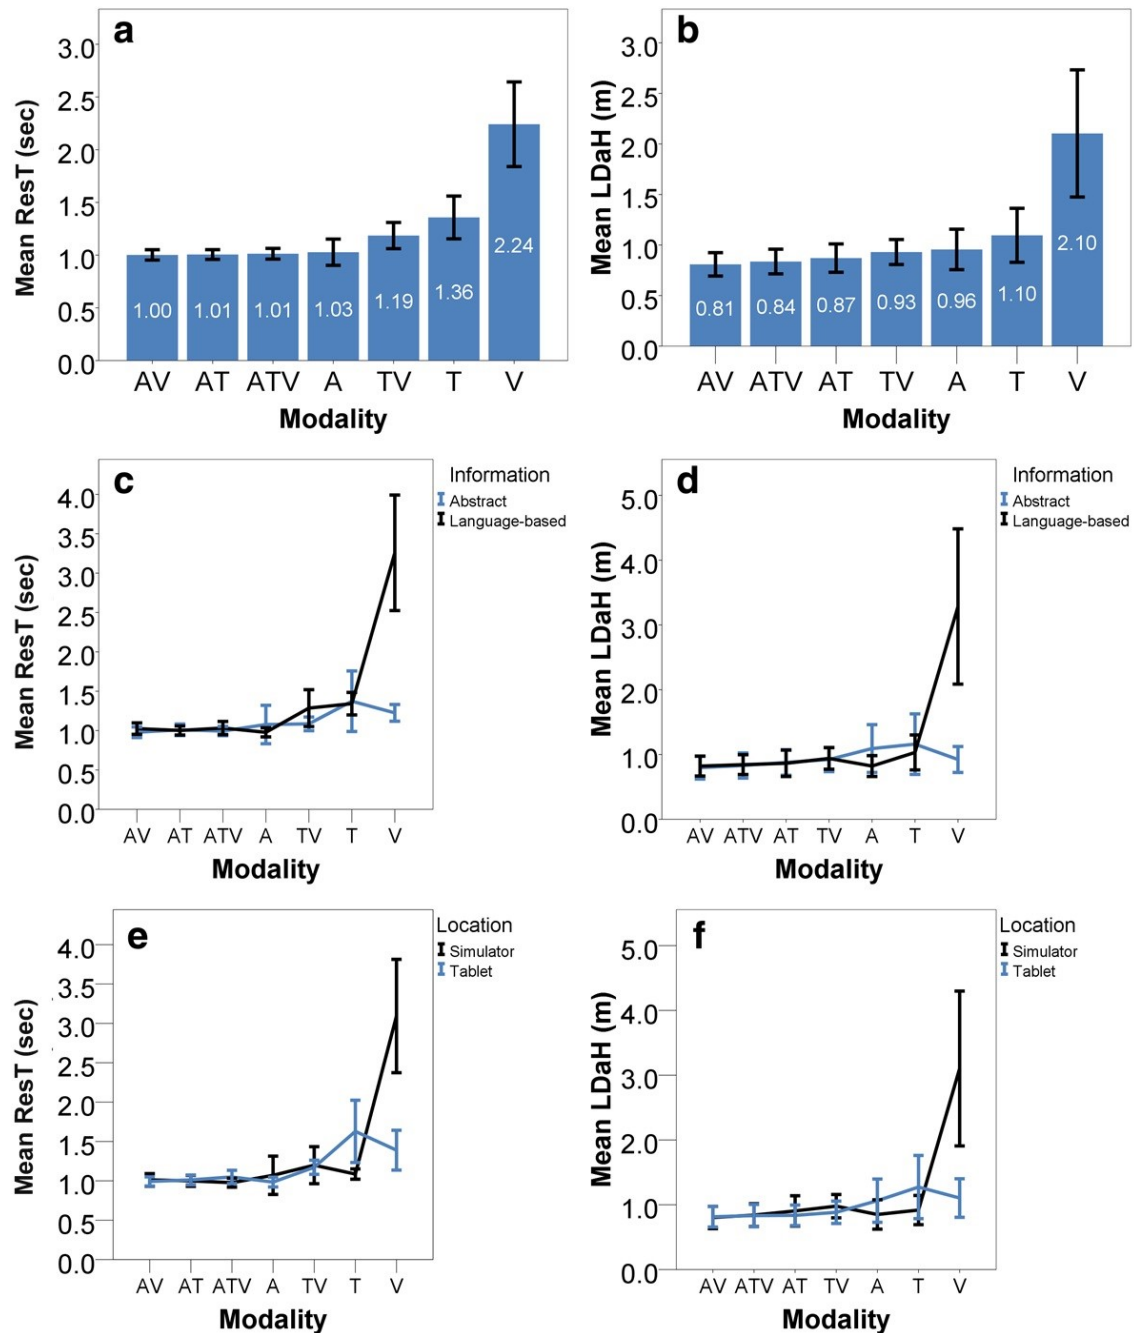 a
Mean ResT (sec)
3.0
2.5
2.0
1.5
1.0
0.5
0.0
1.00 1.01 1.01 1.03 1.19 1.36 2.24
AV AT ATV A TV T V
Modality
b
Mean LDaH (m)
3.0
2.5
2.0
1.5
1.0
0.5
0.0
0.81 0.84 0.87 0.93 0.96 1.10 2.10
AV ATV AT TV A T V
Modality
c
Information
Abstract
Language-based
Mean ResT (sec)
4.0
3.5
3.0
2.5
2.0
1.5
1.0
0.5
0.0
AV AT ATV A TV T V
Modality
d
Information
Abstract
Language-based
Mean LDaH (m)
5.0
4.0
3.0
2.0
1.0
0.0
AV ATV AT TV A T V
Modality
e
Location
Simulator
Tablet
Mean ResT (sec)
4.0
3.5
3.0
2.5
2.0
1.5
1.0
0.5
0.0
AV AT ATV A TV T V
Modality
f
Location
Simulator
Tablet
Mean LDaH (m)
5.0
4.0
3.0
2.0
1.0
0.0
AV ATV AT TV A T V
Modality